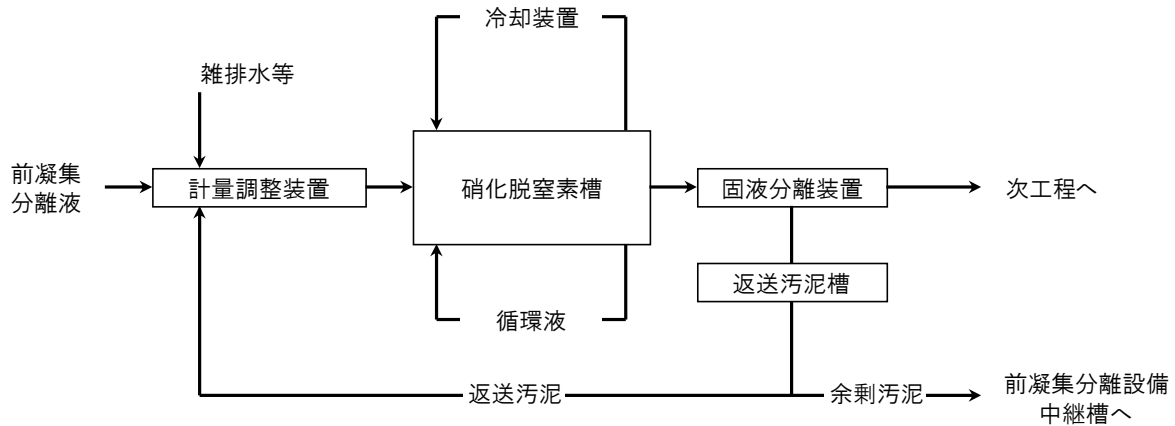 冷却装置
雑排水等
前凝集
分離液
計量調整装置
硝化脱窒素槽
固液分離装置
次工程へ
返送汚泥槽
循環液
返送汚泥
余剰汚泥
前凝集分離設備
中継槽へ